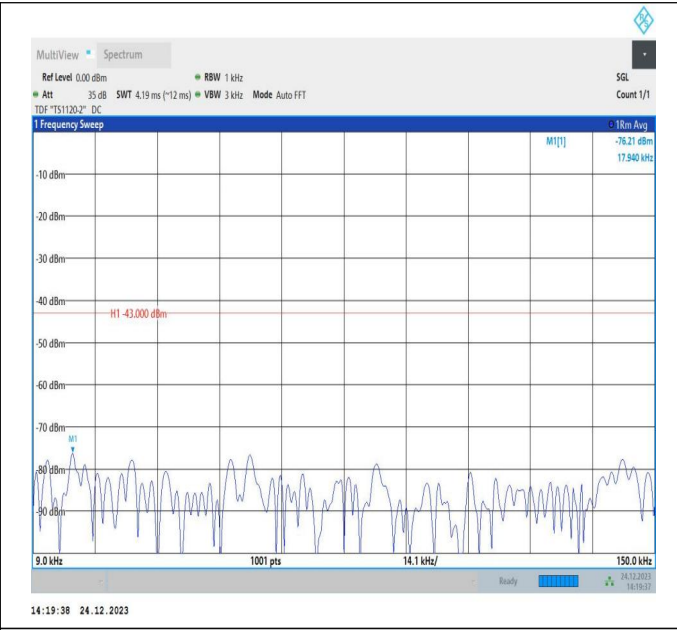 R S
MultiView Spectrum
Ref Level 0.00 dBm RBW 1 kHz SGL
Att 35 dB SWT 4.19 ms (~12 ms) VBW 3 kHz Mode Auto FFT Count 1/1
TDF "TS1120-2" DC
1 Frequency Sweep 1Rm Avg
M1[1] -76.21 dBm
17.940 kHz
-10 dBm
-20 dBm
-30 dBm
-40 dBm
H1 -43.000 dBm
-50 dBm
-60 dBm
-70 dBm
M1
-80 dBm
-90 dBm
9.0 kHz 1001 pts 14.1 kHz/ 150.0 kHz
Ready 24.12.2023
14:19:37
14:19:38 24.12.2023